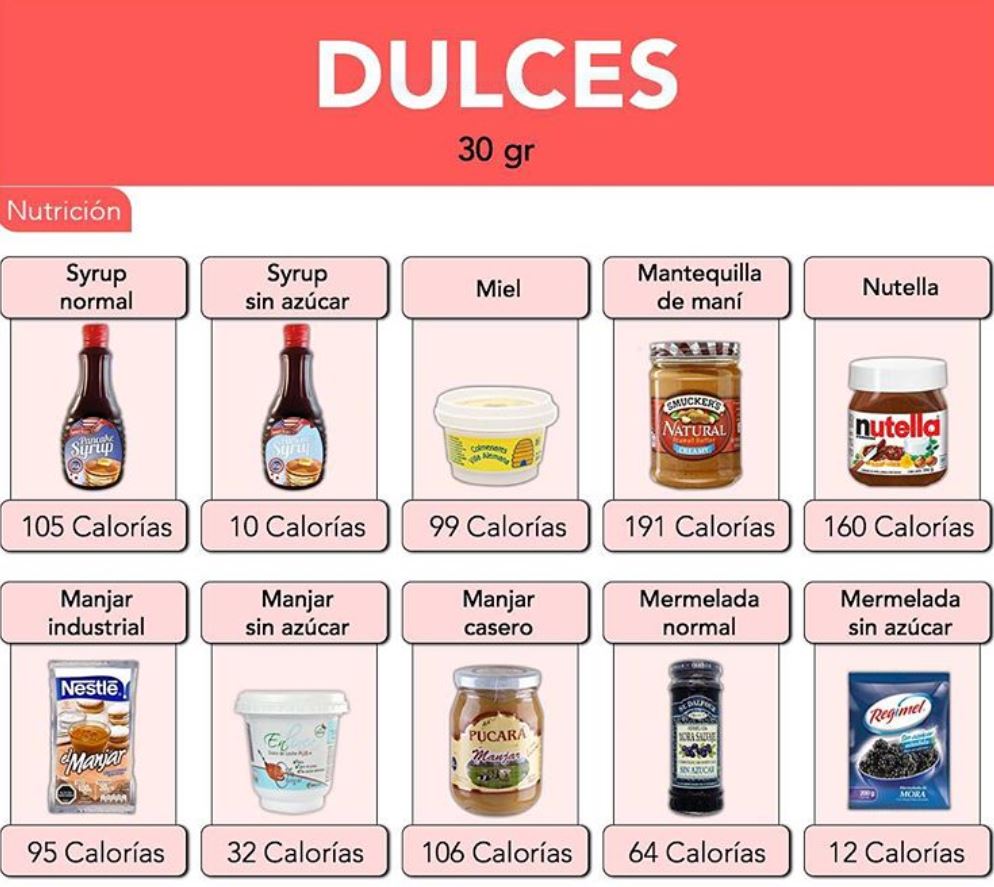 DULCES
30 gr
Nutrición
Syrup
normal
Syrup
sin azúcar
Miel
Mantequilla
de maní
Nutella
Pancake
Syrup
Syrup
Colmenares
Villa Alemana
SMUCKER'S
NATURAL
Peanut Butter
CREAMY
nutella
105 Calorías
10 Calorías
99 Calorías
191 Calorías
160 Calorías
Manjar
industrial
Manjar
sin azúcar
Manjar
casero
Mermelada
normal
Mermelada
sin azúcar
Nestlé
el Manjar
PUCARA
Manjar
ST. DALFOUR
MORA SALVAJE
SIN AZUCAR
Regimel
MORA
200 g
95 Calorías
32 Calorías
106 Calorías
64 Calorías
12 Calorías